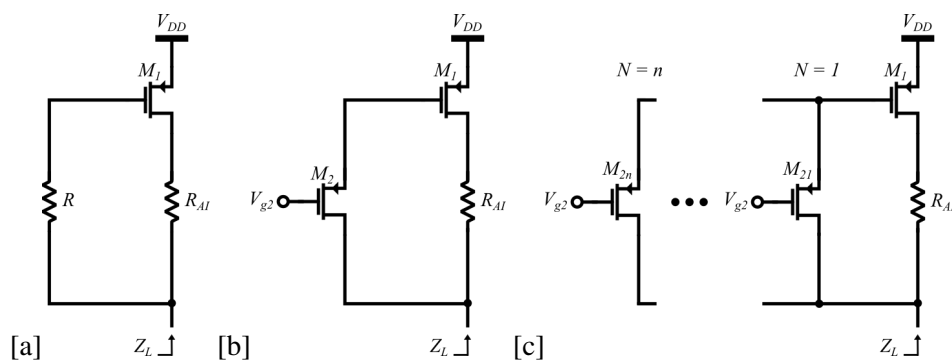 V_DD
M_1
R
R_AI
Z_L
[a]
V_DD
M_1
M_2
V_g2
R_AI
Z_L
[b]
V_DD
N = n
N = 1
M_1
M_2n
V_g2
M_21
V_g2
R_AI
Z_L
[c]